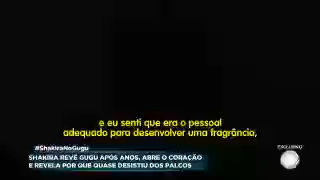 e eu senti que era o pessoal
adequado para desenvolver uma fragrância,
#ShakiraNoGugu
SHAKIRA REVÊ GUGU APÓS ANOS, ABRE O CORAÇÃO
E REVELA POR QUE QUASE DESISTIU DOS PALCOS